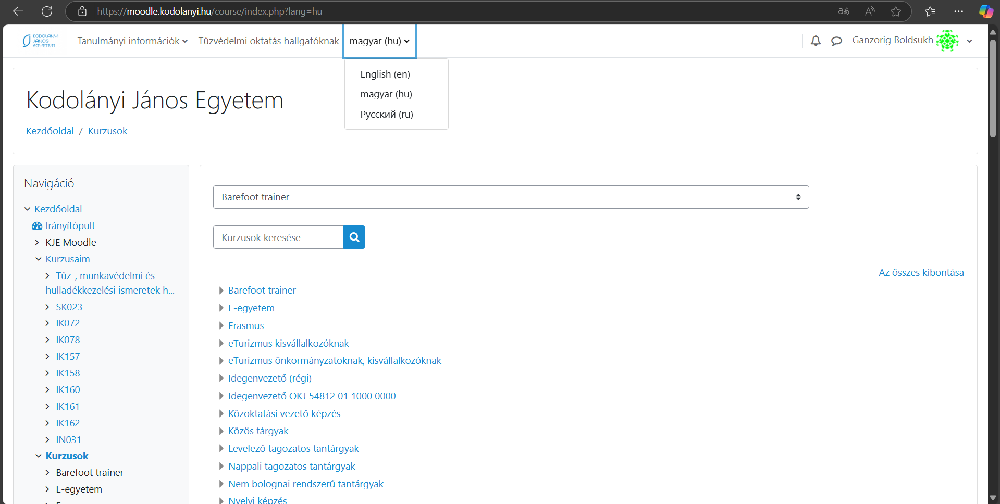 https://moodle.kodolanyi.hu/course/index.php?lang=hu
KODOLÁNYI
JÁNOS
EGYETEM
Tanulmányi információk
Tűzvédelmi oktatás hallgatóknak
magyar (hu)
Ganzorig Boldsukh
English (en)
magyar (hu)
Русский (ru)
Kodolányi János Egyetem
Kezdőoldal / Kurzusok
Navigáció
Kezdőoldal
Irányítópult
KJE Moodle
Kurzusaim
Tűz-, munkavédelmi és
hulladékkezelési ismeretek h...
SK023
IK072
IK078
IK157
IK158
IK160
IK161
IK162
IN031
Kurzusok
Barefoot trainer
E-egyetem
Barefoot trainer
Kurzusok keresése
Az összes kibontása
Barefoot trainer
E-egyetem
Erasmus
eTurizmus kisvállalkozóknak
eTurizmus önkormányzatoknak, kisvállalkozóknak
Idegenvezető (régi)
Idegenvezető OKJ 54812 01 1000 0000
Közoktatási vezető képzés
Közös tárgyak
Levelező tagozatos tantárgyak
Nappali tagozatos tantárgyak
Nem bolognai rendszerű tantárgyak
Nyelvi képzés